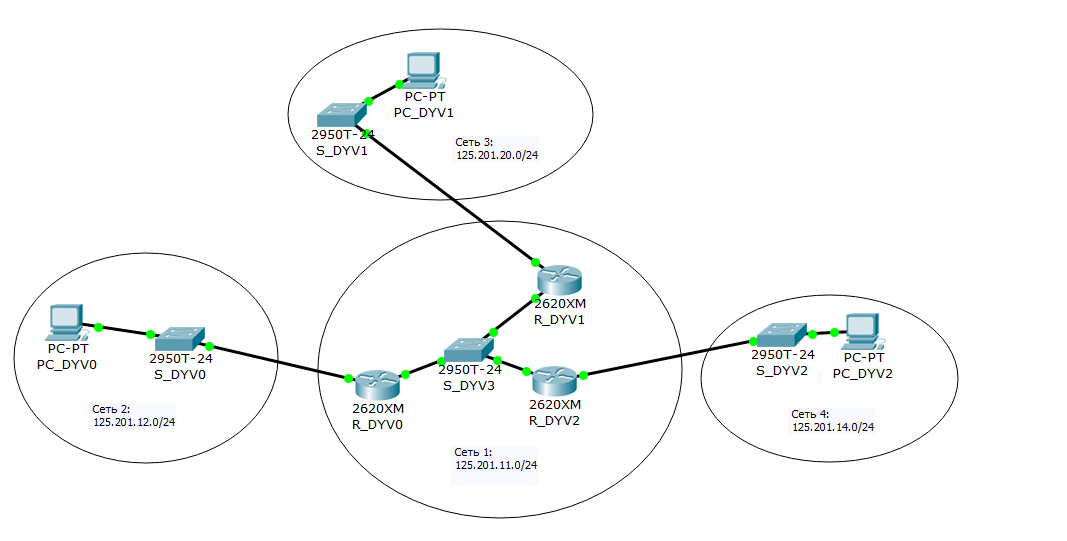 PC-PT
PC_DYV1
2950T-24
S_DYV1
Сеть 3:
125.201.20.0/24
2620XM
R_DYV1
PC-PT
PC_DYV0
2950T-24
S_DYV0
Сеть 2:
125.201.12.0/24
2950T-24
S_DYV3
2620XM
R_DYV0
2620XM
R_DYV2
Сеть 1:
125.201.11.0/24
2950T-24
S_DYV2
PC-PT
PC_DYV2
Сеть 4:
125.201.14.0/24